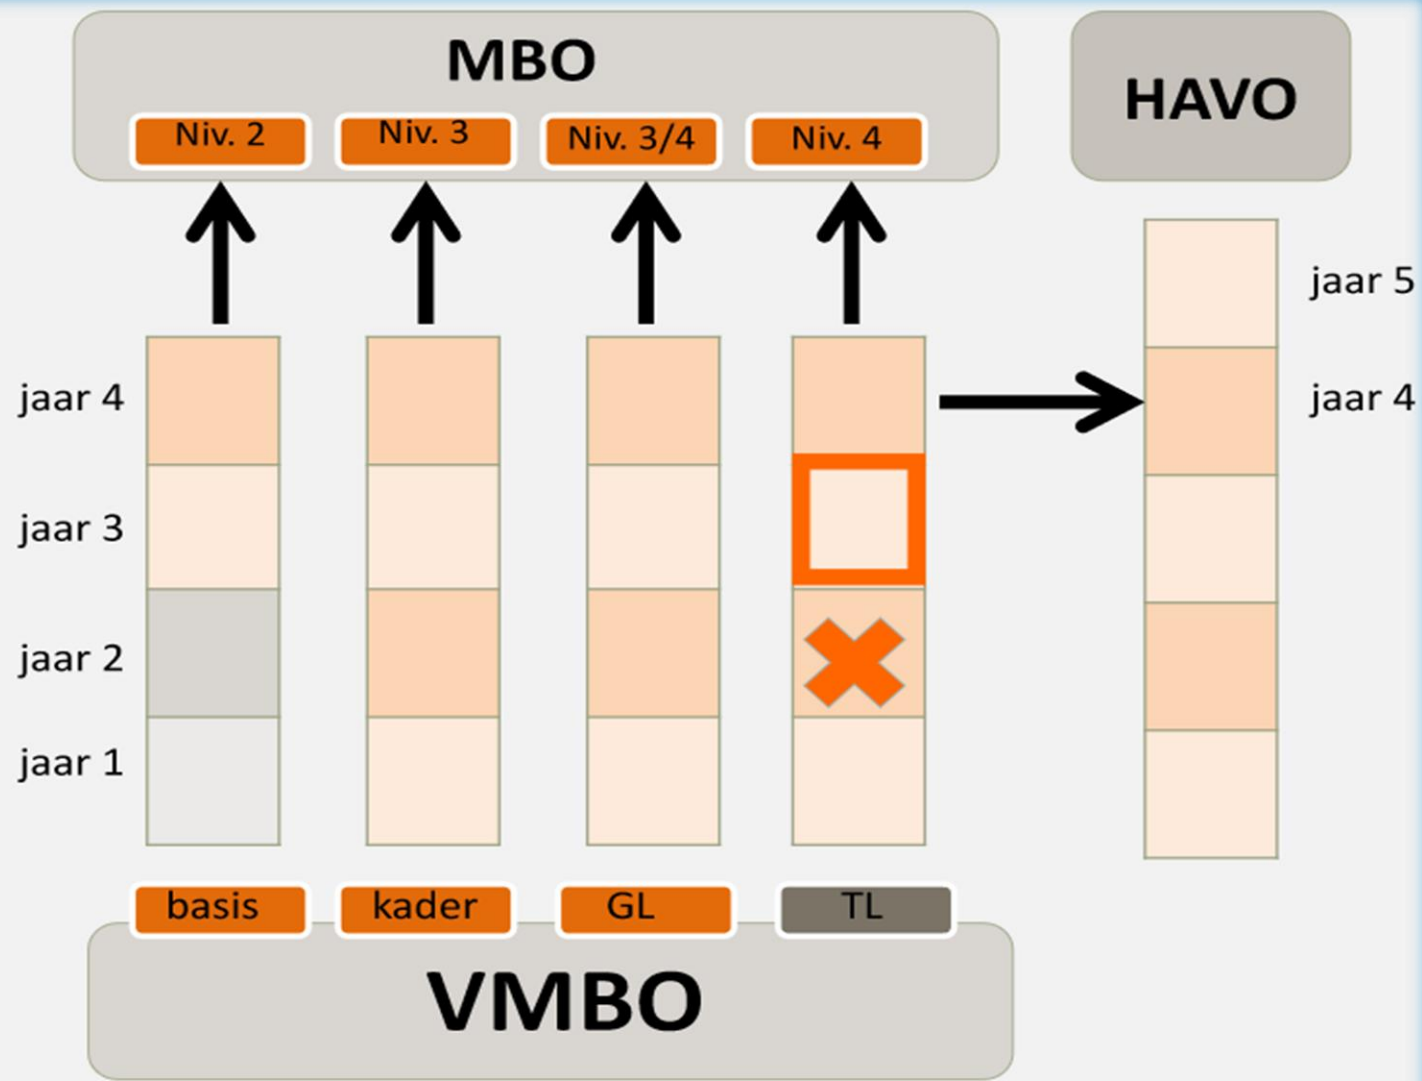 MBO
HAVO
Niv. 2
Niv. 3
Niv. 3/4
Niv. 4
jaar 5
jaar 4
jaar 4
jaar 3
jaar 2
jaar 1
basis
kader
GL
TL
VMBO